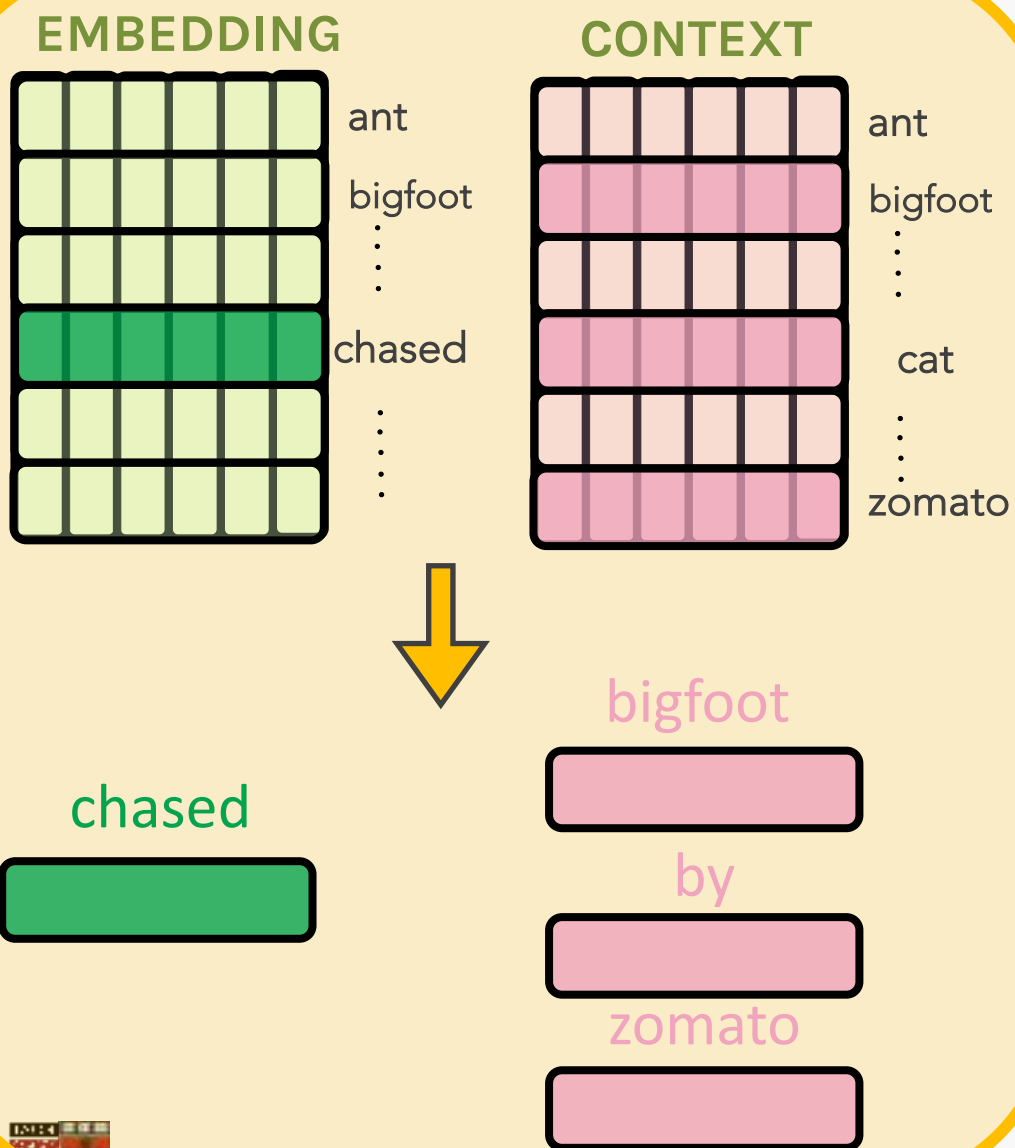 EMBEDDING
ant
bigfoot
chased
CONTEXT
ant
bigfoot
cat
zomato
chased
bigfoot
by
zomato